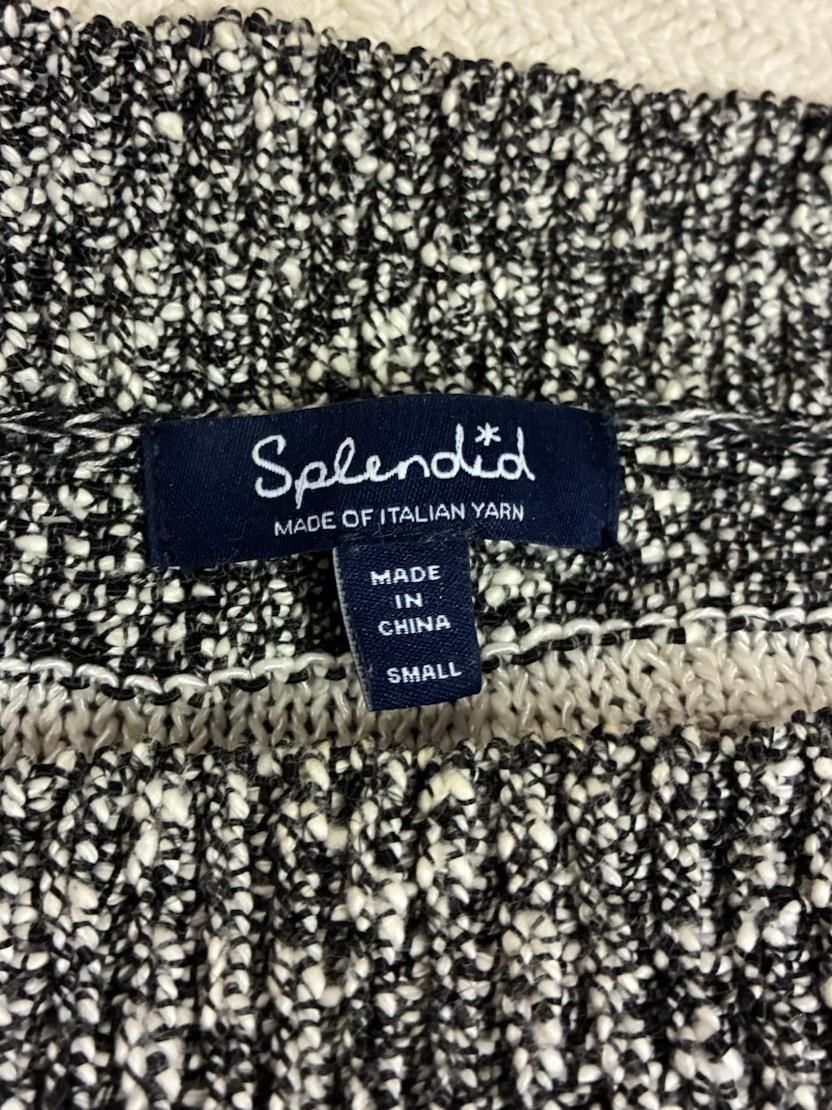 Splendid
MADE OF ITALIAN YARN
MADE
IN
CHINA
SMALL